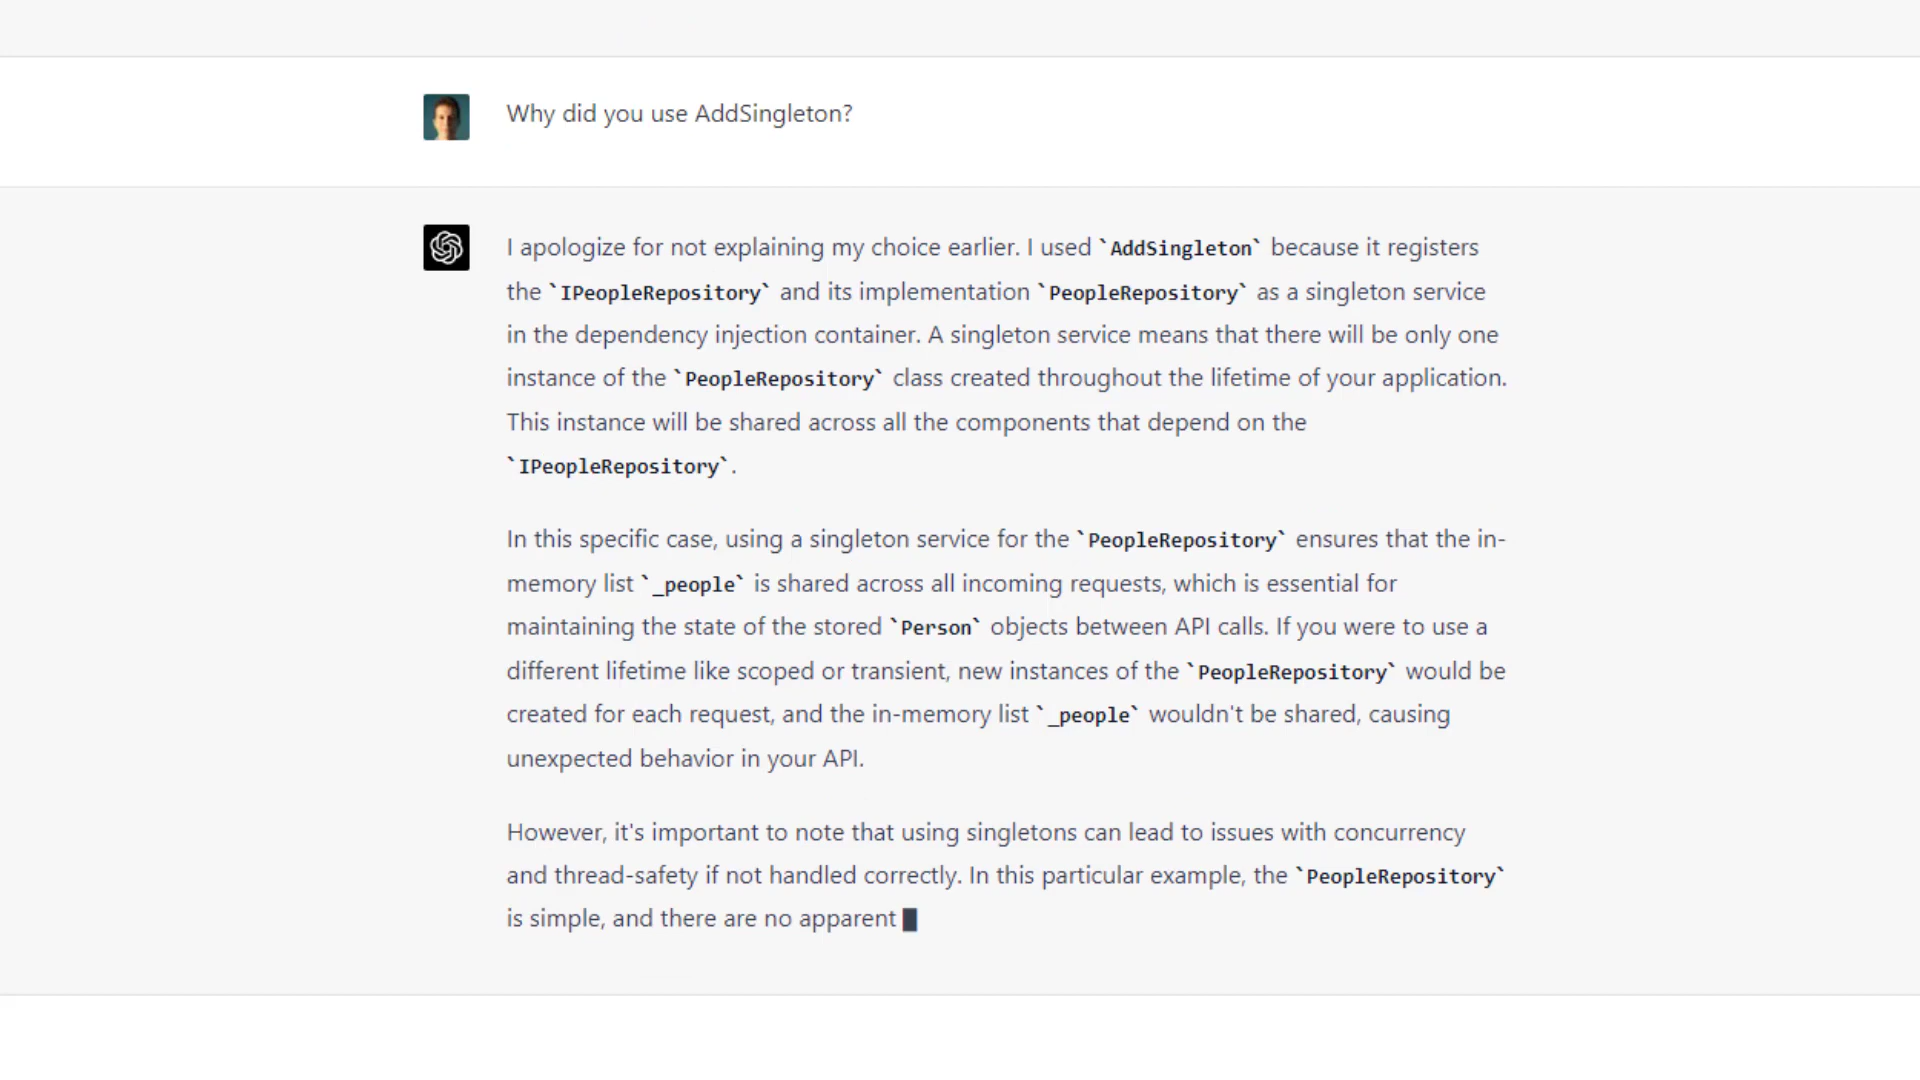 Why did you use AddSingleton?
I apologize for not explaining my choice earlier. I used `AddSingleton` because it registers
the `IPeopleRepository` and its implementation `PeopleRepository` as a singleton service
in the dependency injection container. A singleton service means that there will be only one
instance of the `PeopleRepository` class created throughout the lifetime of your application.
This instance will be shared across all the components that depend on the
`IPeopleRepository`.
In this specific case, using a singleton service for the `PeopleRepository` ensures that the in-
memory list `_people` is shared across all incoming requests, which is essential for
maintaining the state of the stored `Person` objects between API calls. If you were to use a
different lifetime like scoped or transient, new instances of the `PeopleRepository` would be
created for each request, and the in-memory list `_people` wouldn't be shared, causing
unexpected behavior in your API.
However, it's important to note that using singletons can lead to issues with concurrency
and thread-safety if not handled correctly. In this particular example, the `PeopleRepository`
is simple, and there are no apparent